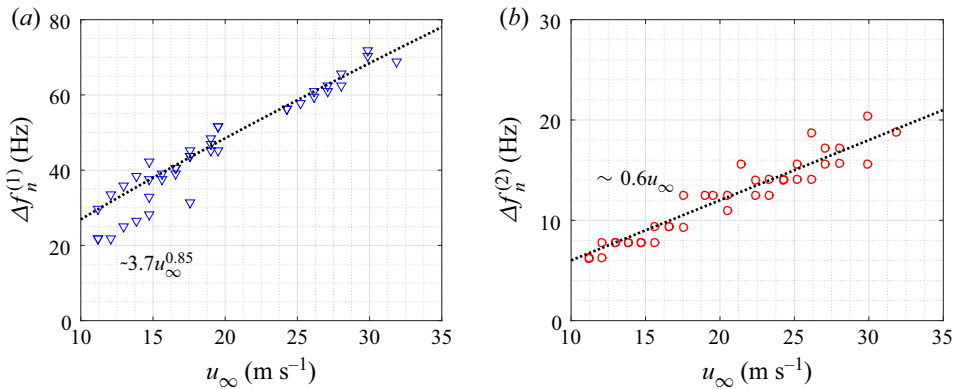 (a)
80
60
40
20
0
Δf_n^(1) (Hz)
~3.7u_∞^0.85
10 15 20 25 30 35
u_∞ (m s⁻¹)
(b)
30
20
10
0
Δf_n^(2) (Hz)
~ 0.6u_∞
10 15 20 25 30 35
u_∞ (m s⁻¹)